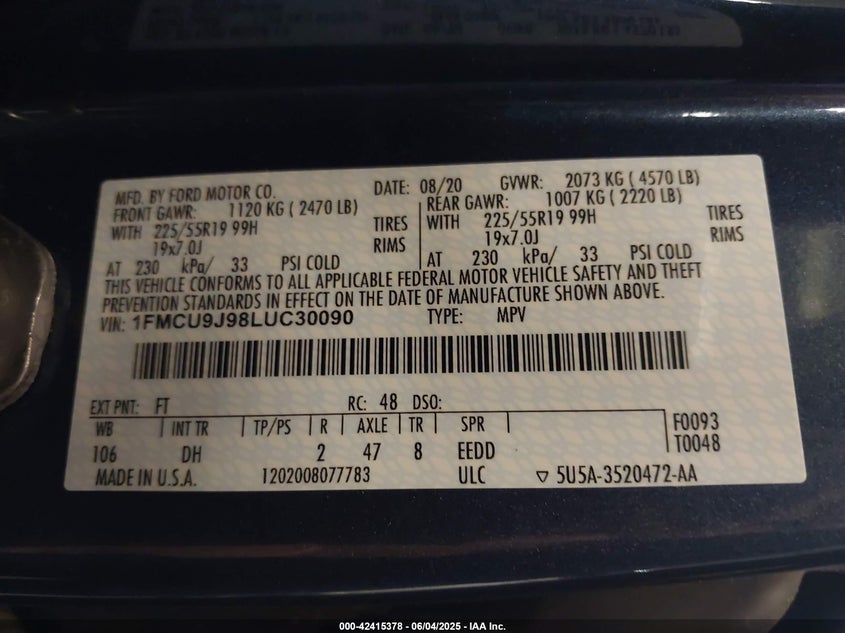 MFD. BY FORD MOTOR CO.
DATE: 08/20 GVWR: 2073 KG ( 4570 LB)
FRONT GAWR: 1120 KG ( 2470 LB)
REAR GAWR: 1007 KG ( 2220 LB)
WITH 225/55R19 99H TIRES
WITH 225/55R19 99H TIRES
19x7.0J RIMS
19x7.0J RIMS
AT 230 kPa/ 33 PSI COLD
AT 230 kPa/ 33 PSI COLD
THIS VEHICLE CONFORMS TO ALL APPLICABLE FEDERAL MOTOR VEHICLE SAFETY AND THEFT
PREVENTION STANDARDS IN EFFECT ON THE DATE OF MANUFACTURE SHOWN ABOVE.
VIN: 1FMCU9J98LUC30090 TYPE: MPV
EXT PNT: FT RC: 48 DSO:
WB INT TR TP/PS R AXLE TR SPR F0093
106 DH 2 47 8 EEDD T0048
MADE IN U.S.A. 1202008077783 ULC ▽ 5U5A-3520472-AA
000-42415378 - 06/04/2025 - IAA Inc.